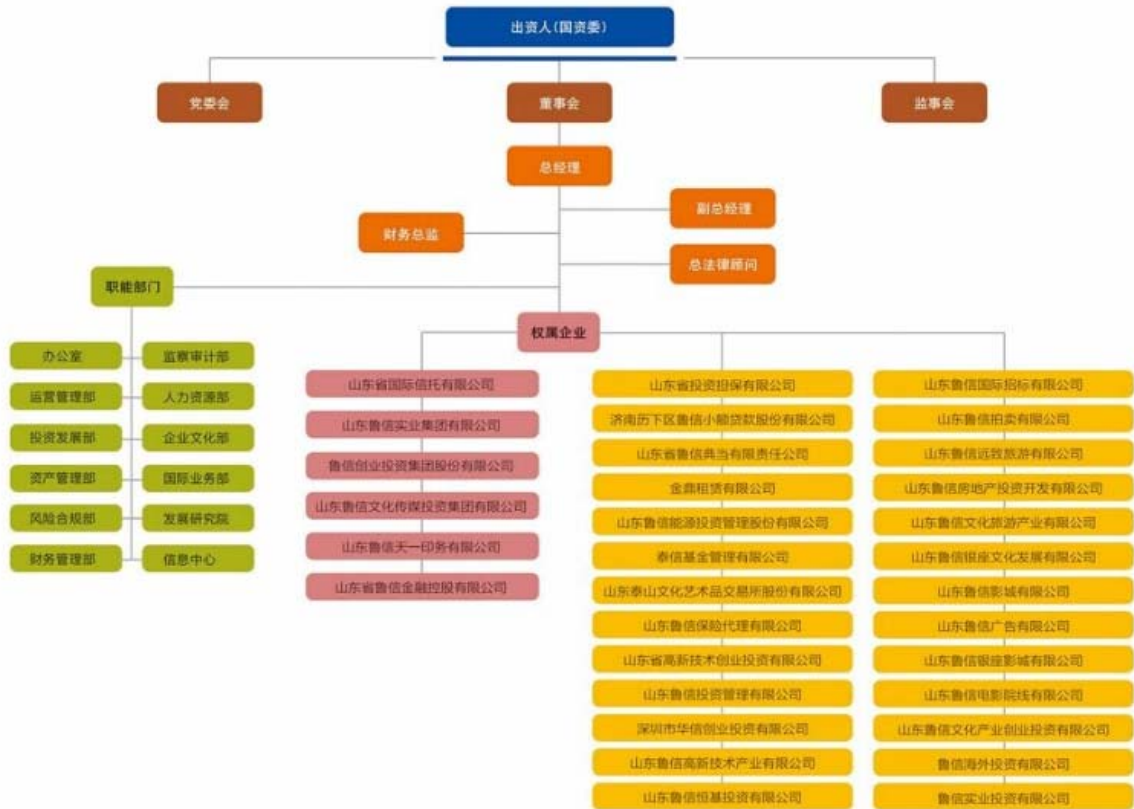 出资人(国资委)
党委会
董事会
监事会
总经理
副总经理
财务总监
总法律顾问
职能部门
权属企业
办公室
监察审计部
运营管理部
人力资源部
投资发展部
企业文化部
资产管理部
国际业务部
风险合规部
发展研究院
财务管理部
信息中心
山东省国际信托有限公司
山东鲁信实业集团有限公司
鲁信创业投资集团股份有限公司
山东鲁信文化传媒投资集团有限公司
山东鲁信天一印务有限公司
山东省鲁信金融控股有限公司
山东省投资担保有限公司
济南历下区鲁信小额贷款股份有限公司
山东省鲁信典当有限责任公司
金鼎租赁有限公司
山东鲁信能源投资管理股份有限公司
泰信基金管理有限公司
山东泰山文化艺术品交易所股份有限公司
山东鲁信保险代理有限公司
山东省高新技术创业投资有限公司
山东鲁信投资管理有限公司
深圳市华信创业投资有限公司
山东鲁信高新技术产业有限公司
山东鲁信恒基投资有限公司
山东鲁信国际招标有限公司
山东鲁信拍卖有限公司
山东鲁信远致旅游有限公司
山东鲁信房地产投资开发有限公司
山东鲁信文化旅游产业有限公司
山东鲁信银座文化发展有限公司
山东鲁信影城有限公司
山东鲁信广告有限公司
山东鲁信银座影城有限公司
山东鲁信电影院线有限公司
山东鲁信文化产业创业投资有限公司
鲁信海外投资有限公司
鲁信实业投资有限公司